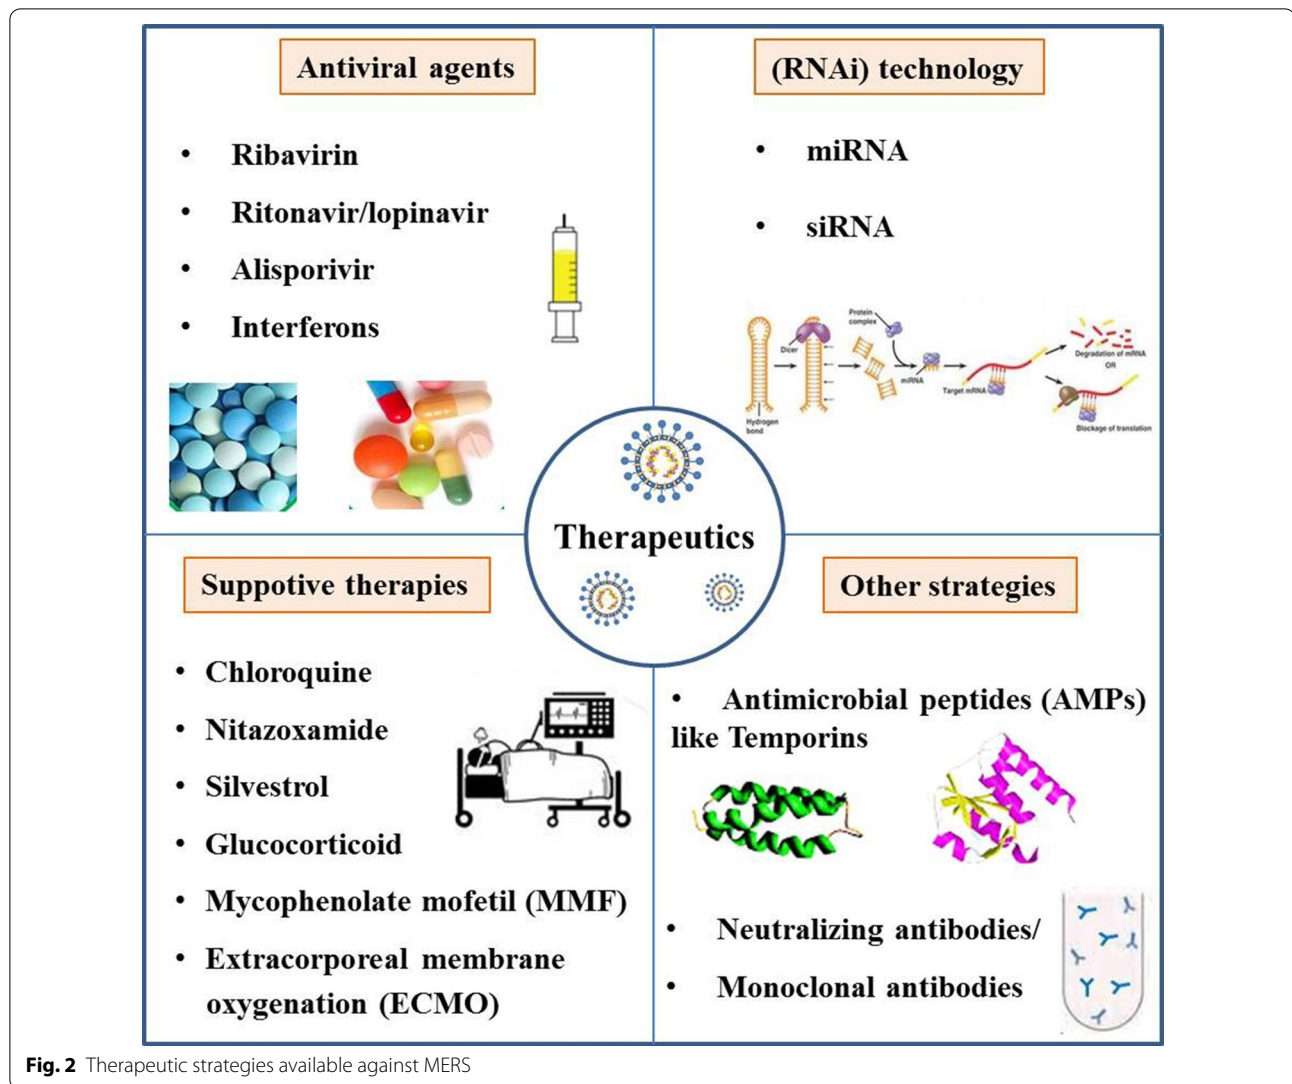 Antiviral agents
• Ribavirin
• Ritonavir/lopinavir
• Alisporivir
• Interferons
(RNAi) technology
• miRNA
• siRNA
Protein
complex
Dicer
miRNA
Hydrogen
bond
Target mRNA
Degradation of mRNA
OR
Blockage of translation
Therapeutics
Suppotive therapies
• Chloroquine
• Nitazoxamide
• Silvestrol
• Glucocorticoid
• Mycophenolate mofetil (MMF)
• Extracorporeal membrane
oxygenation (ECMO)
Other strategies
• Antimicrobial peptides (AMPs)
like Temporins
• Neutralizing antibodies/
• Monoclonal antibodies
Fig. 2 Therapeutic strategies available against MERS